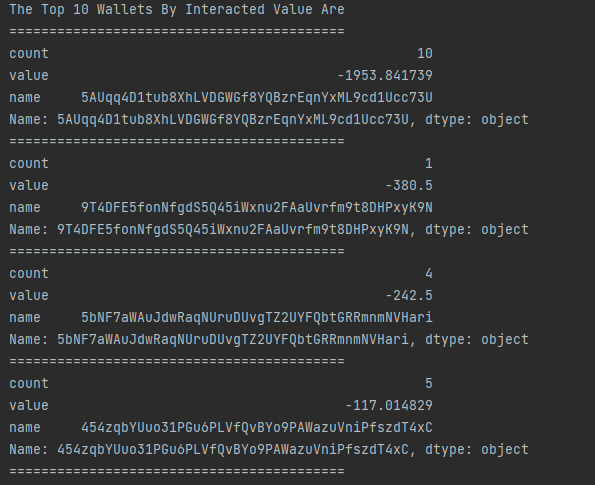 The Top 10 Wallets By Interacted Value Are
==========================================
count                                              10
value                                    -1953.841739
name     5AUqq4D1tub8XhLVDGWGf8YQBzrEqnYxML9cd1Ucc73U
Name: 5AUqq4D1tub8XhLVDGWGf8YQBzrEqnYxML9cd1Ucc73U, dtype: object
==========================================
count                                               1
value                                          -380.5
name     9T4DFE5fonNfgdS5Q45iWxnu2FAaUvrfm9t8DHPxyK9N
Name: 9T4DFE5fonNfgdS5Q45iWxnu2FAaUvrfm9t8DHPxyK9N, dtype: object
==========================================
count                                               4
value                                          -242.5
name     5bNF7aWAuJdwRaqNUruDUvgTZ2UYFQbtGRRmnmNVHari
Name: 5bNF7aWAuJdwRaqNUruDUvgTZ2UYFQbtGRRmnmNVHari, dtype: object
==========================================
count                                               5
value                                     -117.014829
name     454zqbYUuo31PGu6PLVfQvBYo9PAWazuVniPfszdT4xC
Name: 454zqbYUuo31PGu6PLVfQvBYo9PAWazuVniPfszdT4xC, dtype: object
==========================================